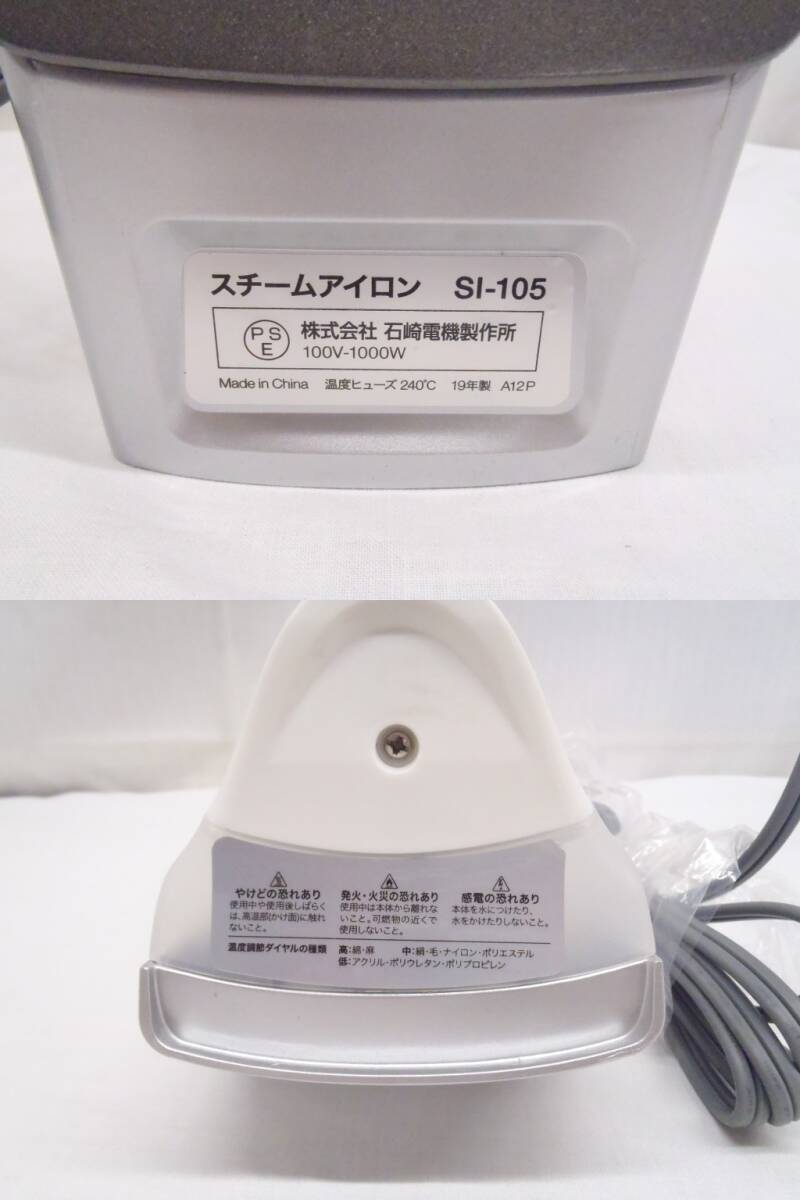 スチームアイロン SI-105
PS
E
株式会社 石崎電機製作所
100V-1000W
Made in China 温度ヒューズ 240℃ 19年製 A12P
やけどの恐れあり
使用中や使用後しばらく
は、高温部(かけ面)に触れ
ないこと。
発火・火災の恐れあり
使用中は本体から離れな
いこと。可燃物の近くで
使用しないこと。
感電の恐れあり
本体を水につけたり、
水をかけたりしないこと。
温度調節ダイヤルの種類 高:綿・麻 中:絹・毛・ナイロン・ポリエステル
低:アクリル・ポリウレタン・ポリプロピレン